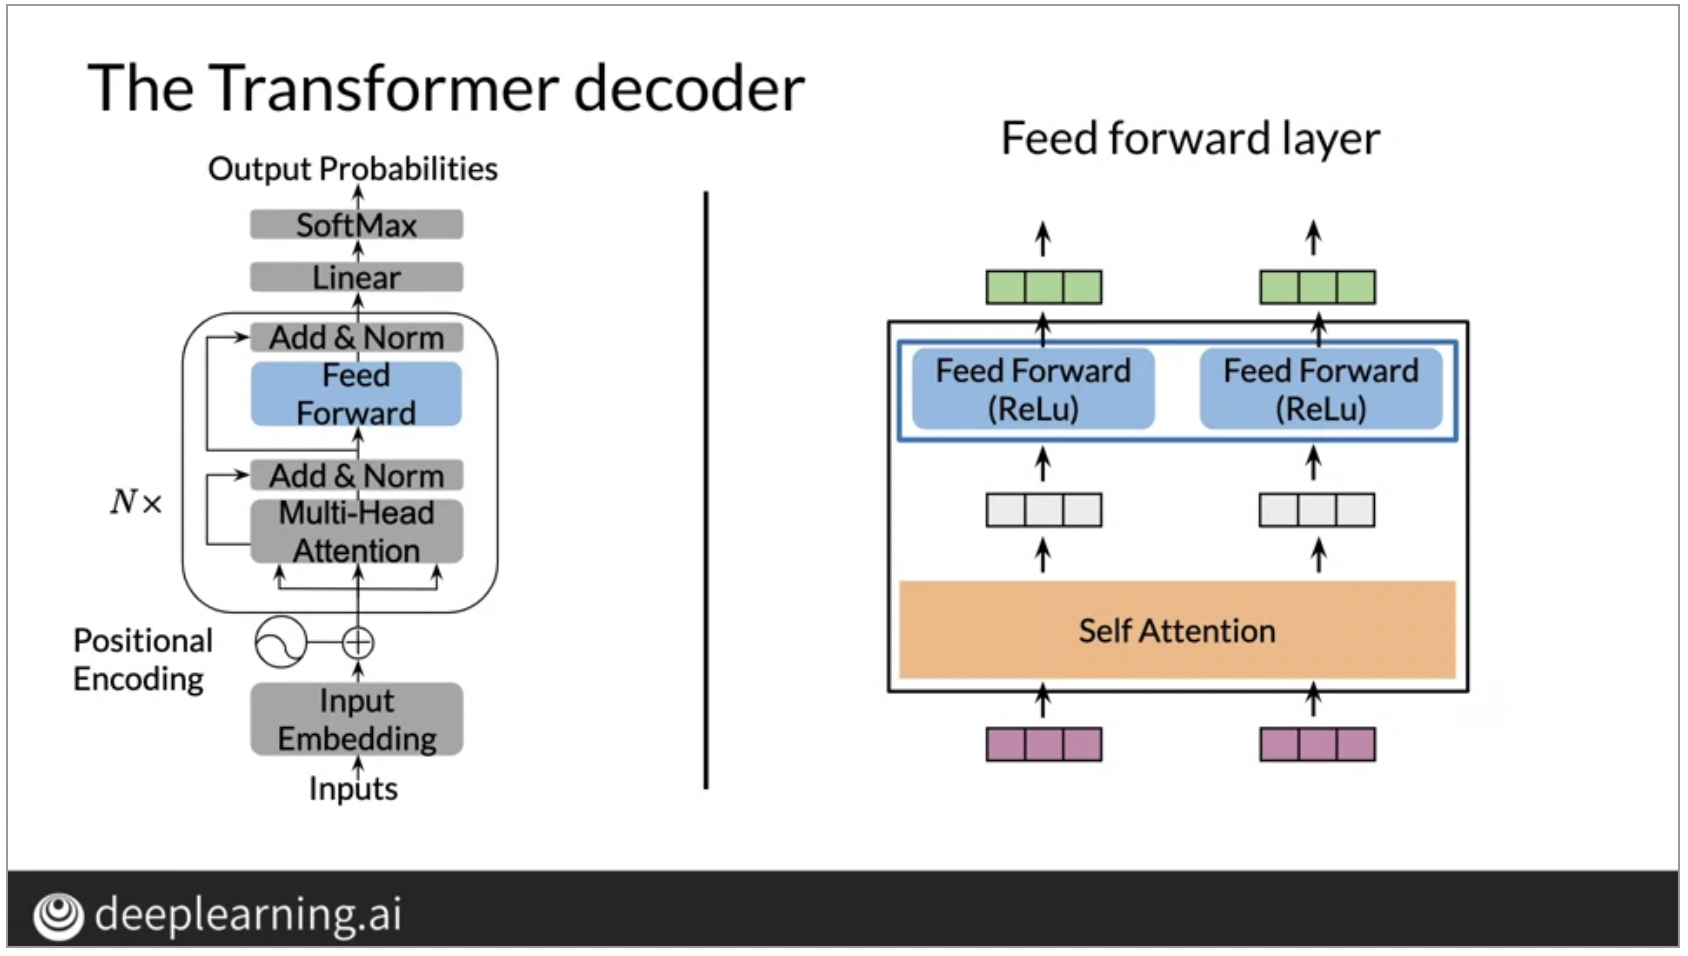 The Transformer decoder
Output Probabilities
SoftMax
Linear
Add & Norm
Feed
Forward
Add & Norm
Multi-Head
Attention
N×
Positional
Encoding
Input
Embedding
Inputs
Feed forward layer
Feed Forward
(ReLu)
Feed Forward
(ReLu)
Self Attention
deeplearning.ai